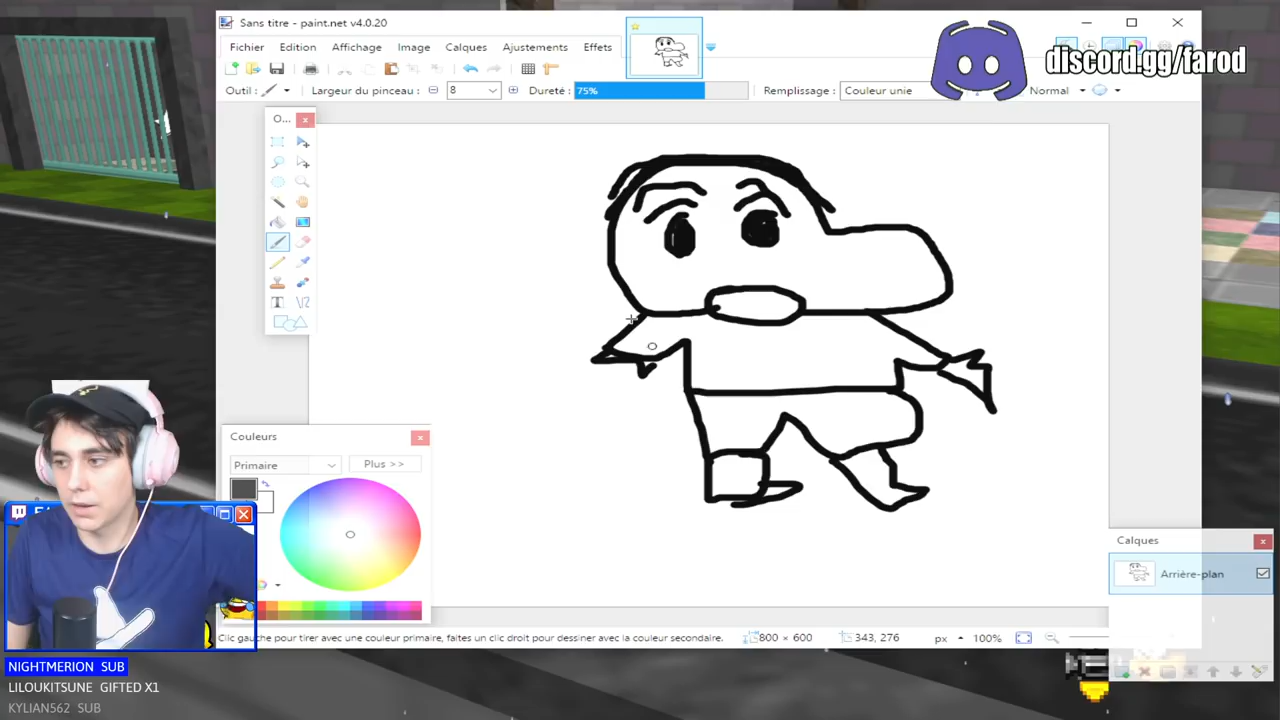 Sans titre - paint.net v4.0.20
Fichier Edition Affichage Image Calques Ajustements Effets
discord.gg/farod
Outil : Largeur du pinceau : 8 Dureté : 75% Remplissage : Couleur unie Normal
O...
Couleurs
Primaire Plus >>
Calques
Arrière-plan
Clic gauche pour tirer avec une couleur primaire, faites un clic droit pour dessiner avec la couleur secondaire. 800 × 600 343, 276 px 100%
NIGHTMERION SUB
LILOUKITSUNE GIFTED X1
KYLIAN562 SUB